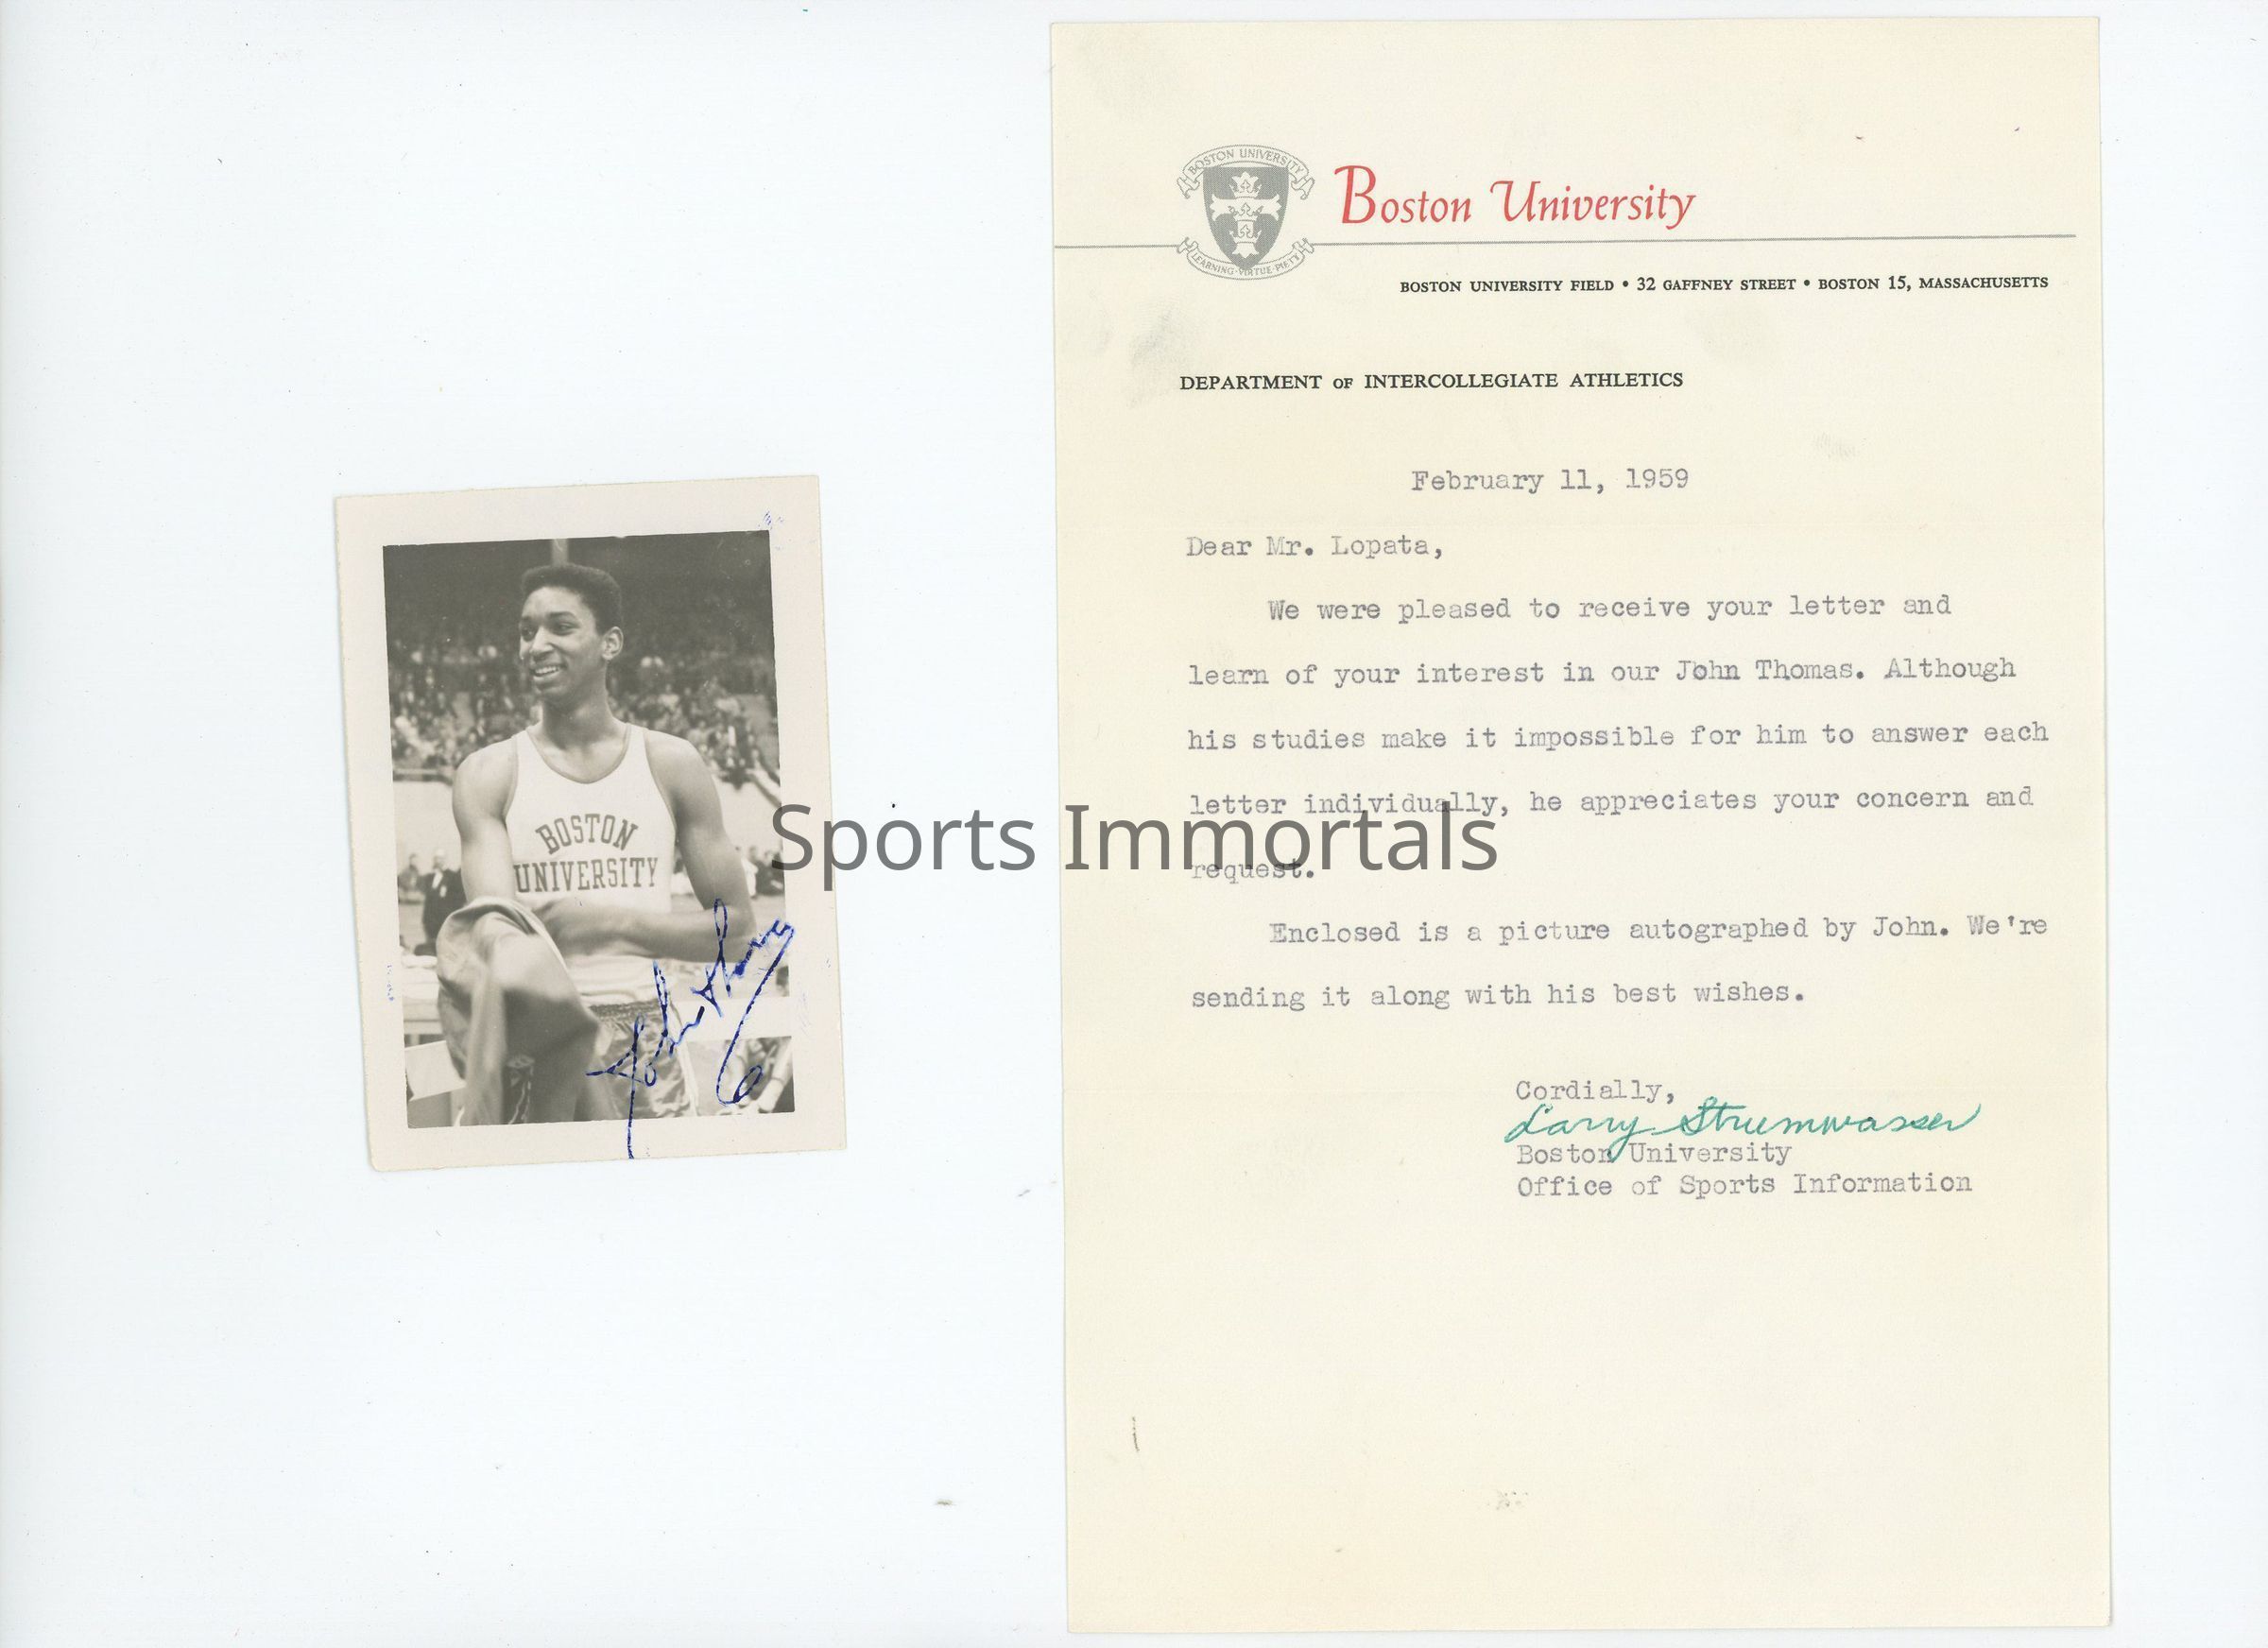 BOSTON
UNIVERSITY
John Thomas
BOSTON UNIVERSITY
LEARNING·VIRTUE·PIETY
Boston University
BOSTON UNIVERSITY FIELD • 32 GAFFNEY STREET • BOSTON 15, MASSACHUSETTS
DEPARTMENT OF INTERCOLLEGIATE ATHLETICS
February 11, 1959
Dear Mr. Lopata,
We were pleased to receive your letter and
learn of your interest in our John Thomas. Although
his studies make it impossible for him to answer each
letter individually, he appreciates your concern and
request.
Enclosed is a picture autographed by John. We're
sending it along with his best wishes.
Cordially,
Larry Strumwasser
Boston University
Office of Sports Information
Sports Immortals